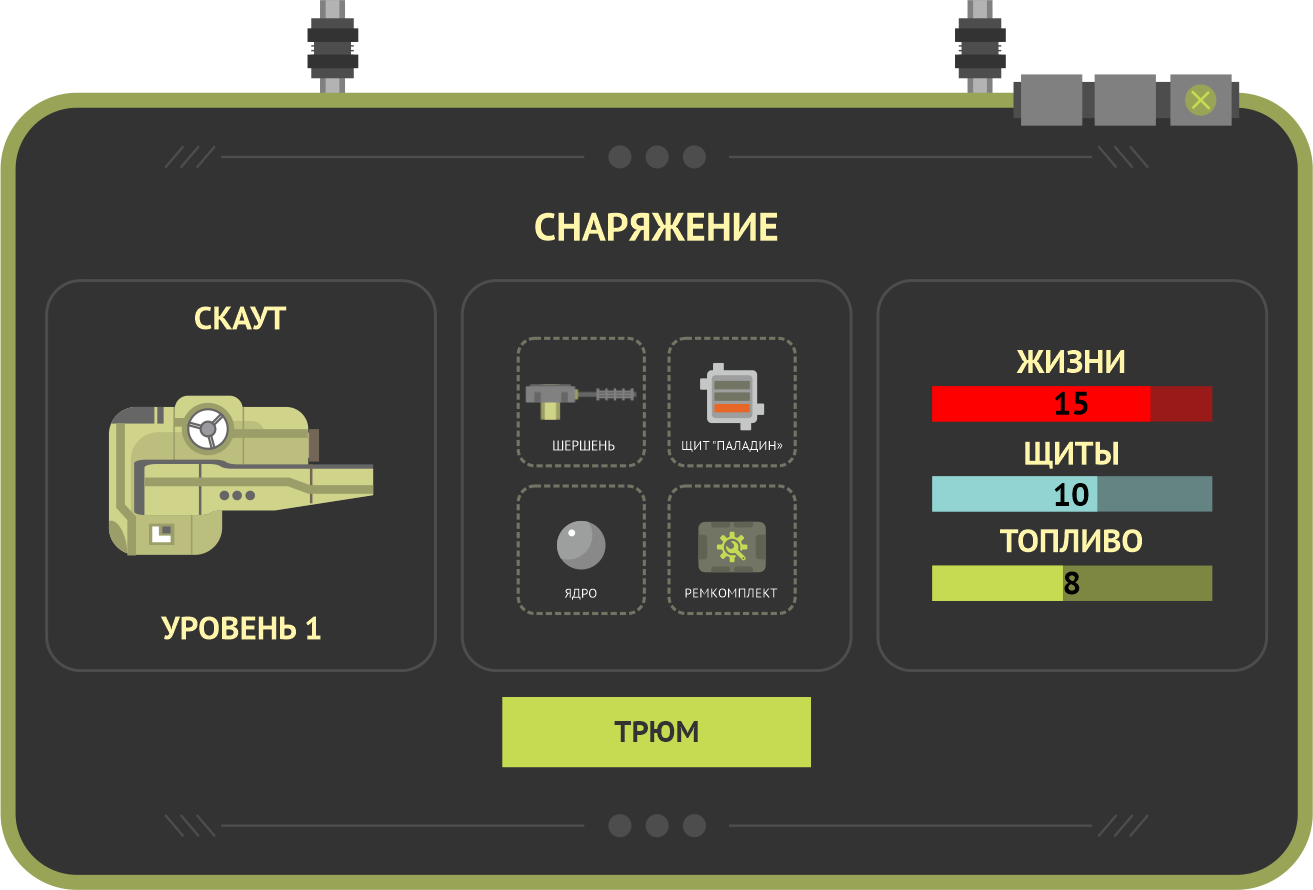 СНАРЯЖЕНИЕ
СКАУТ
УРОВЕНЬ 1
ШЕРШЕНЬ
ЩИТ "ПАЛАДИН»
ЯДРО
РЕМКОМПЛЕКТ
ЖИЗНИ
15
ЩИТЫ
10
ТОПЛИВО
8
ТРЮМ